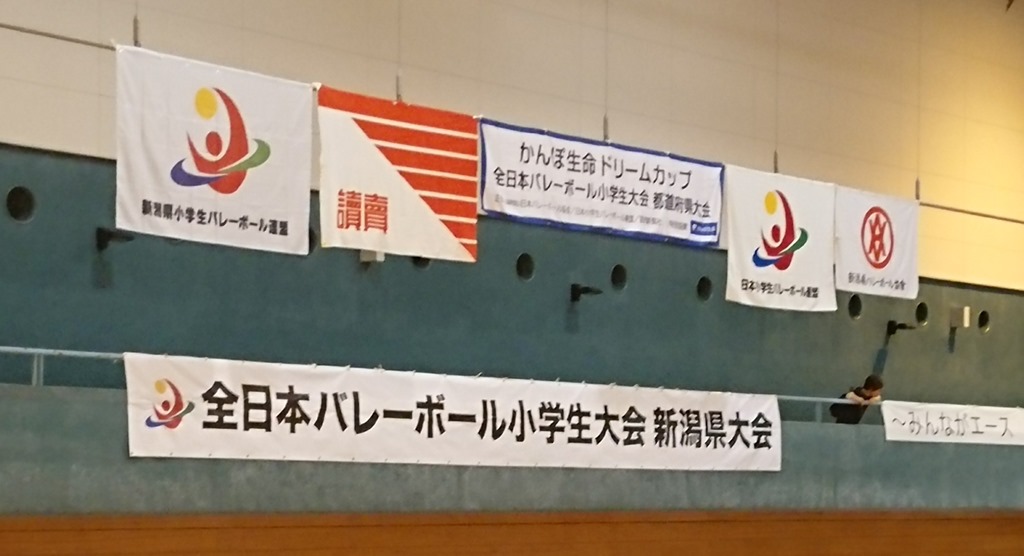 新潟県小学生バレーボール連盟
讀賣
かんぽ生命 ドリームカップ
全日本バレーボール小学生大会 都道府県大会
日本小学生バレーボール連盟
新潟県バレーボール協会
全日本バレーボール小学生大会 新潟県大会
～みんながエース